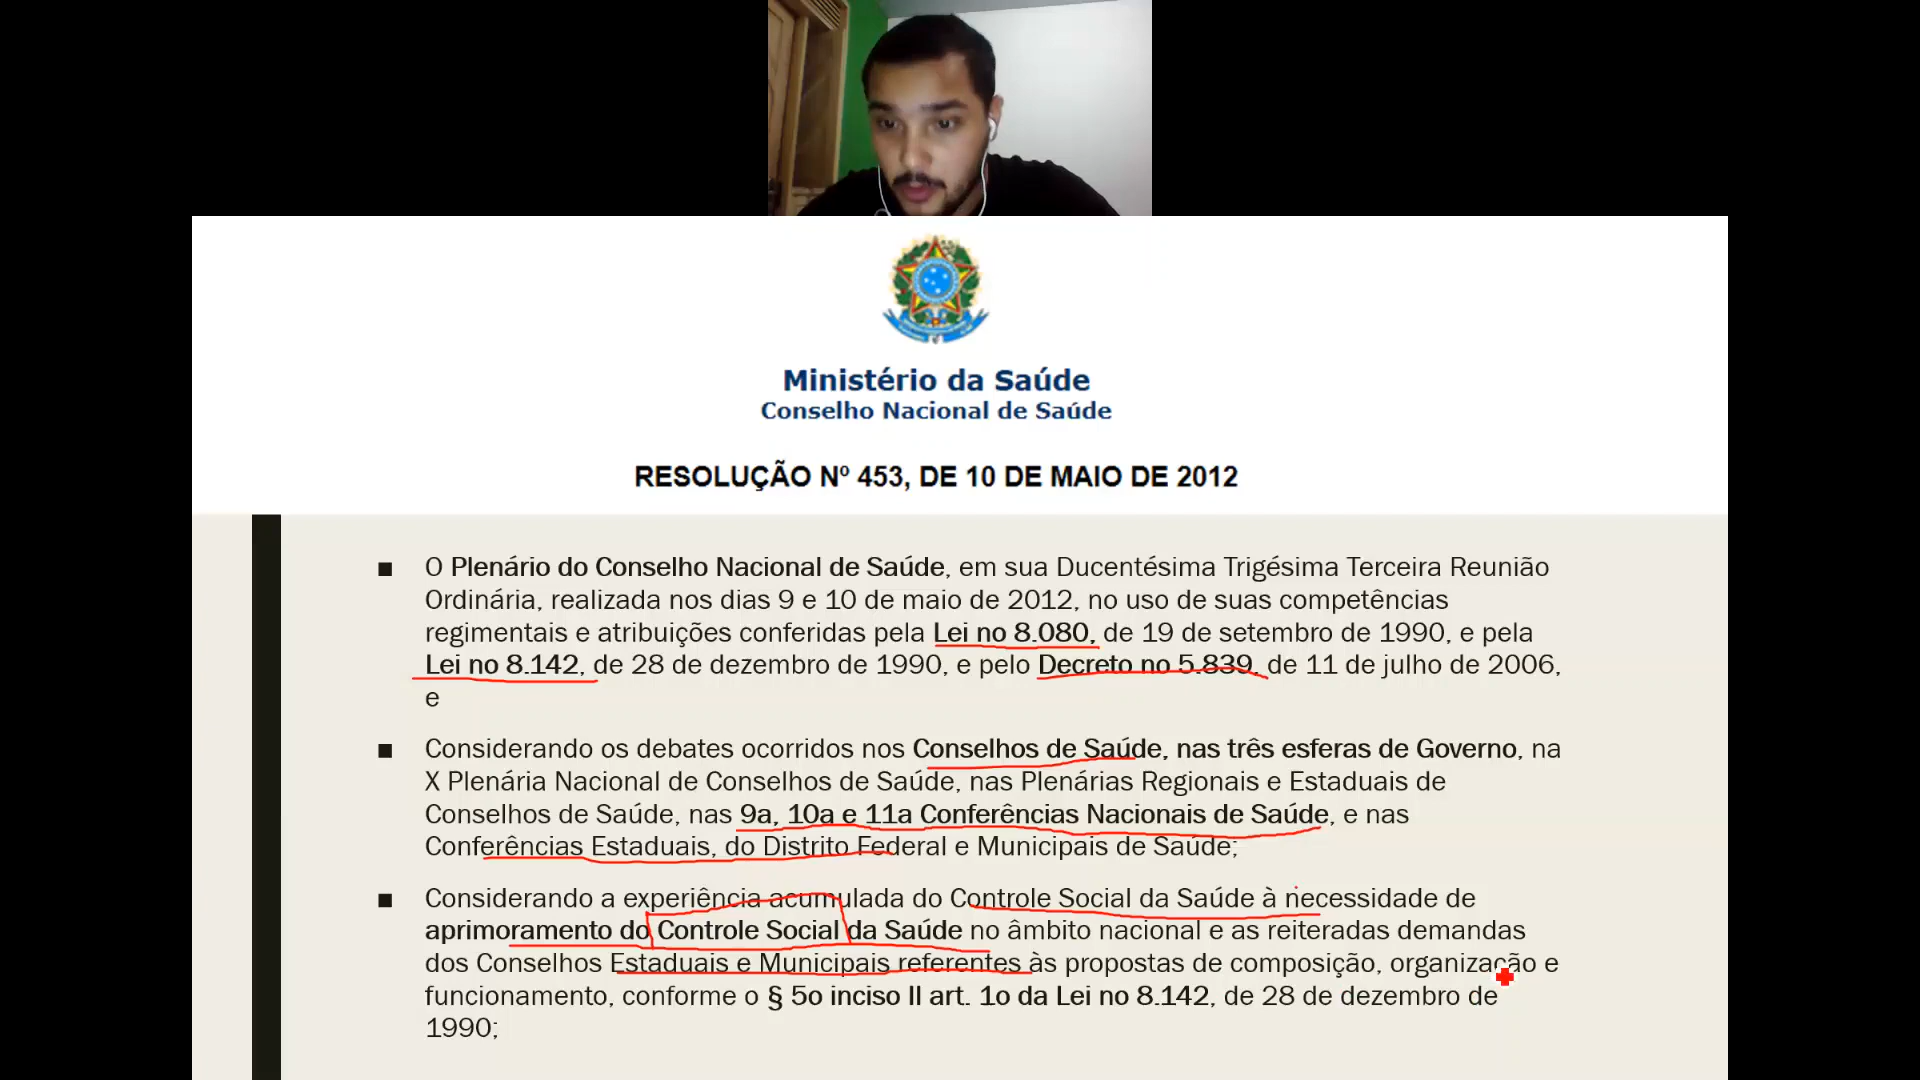 Ministério da Saúde
Conselho Nacional de Saúde
RESOLUÇÃO Nº 453, DE 10 DE MAIO DE 2012
■ O Plenário do Conselho Nacional de Saúde, em sua Ducentésima Trigésima Terceira Reunião
Ordinária, realizada nos dias 9 e 10 de maio de 2012, no uso de suas competências
regimentais e atribuições conferidas pela Lei no 8.080, de 19 de setembro de 1990, e pela
Lei no 8.142, de 28 de dezembro de 1990, e pelo Decreto no 5.839, de 11 de julho de 2006,
e
■ Considerando os debates ocorridos nos Conselhos de Saúde, nas três esferas de Governo, na
X Plenária Nacional de Conselhos de Saúde, nas Plenárias Regionais e Estaduais de
Conselhos de Saúde, nas 9a, 10a e 11a Conferências Nacionais de Saúde, e nas
Conferências Estaduais, do Distrito Federal e Municipais de Saúde;
■ Considerando a experiência acumulada do Controle Social da Saúde à necessidade de
aprimoramento do Controle Social da Saúde no âmbito nacional e as reiteradas demandas
dos Conselhos Estaduais e Municipais referentes às propostas de composição, organização e
funcionamento, conforme o § 5o inciso II art. 1o da Lei no 8.142, de 28 de dezembro de
1990;